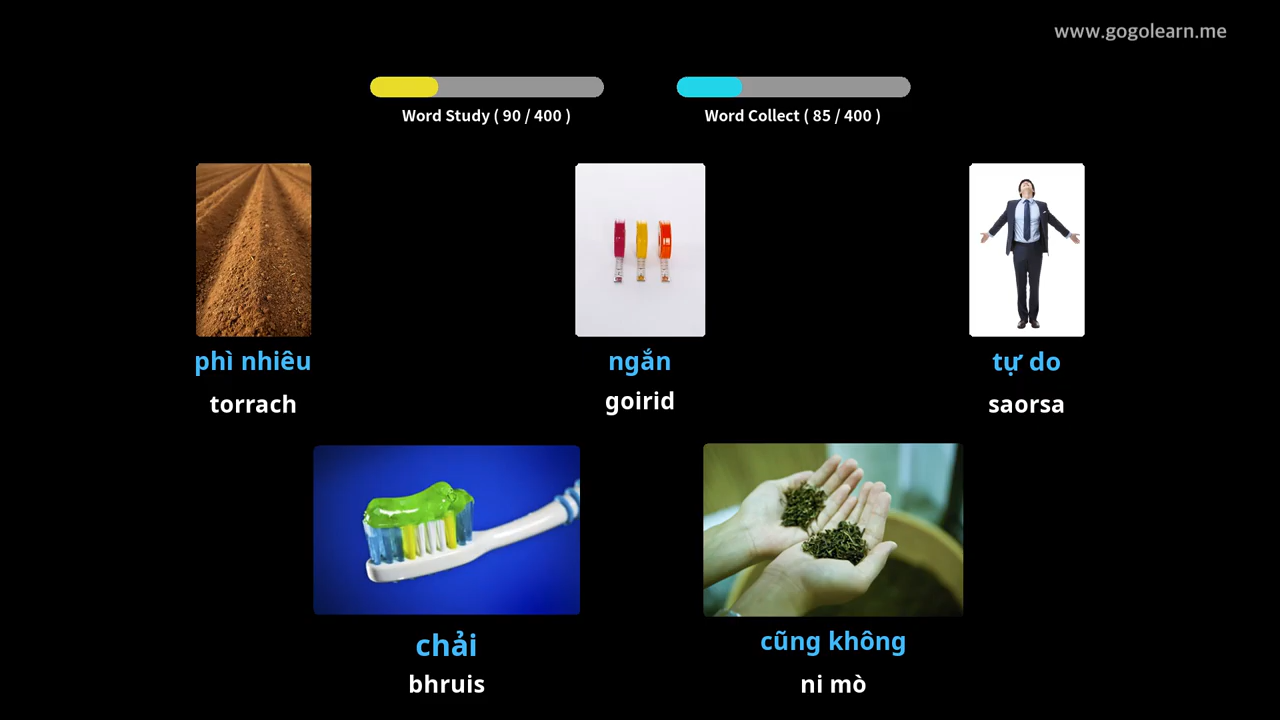 www.gogolearn.me
Word Study ( 90 / 400 )
Word Collect ( 85 / 400 )
phì nhiêu
torrach
ngắn
goirid
tự do
saorsa
chải
bhruis
cũng không
ni mò